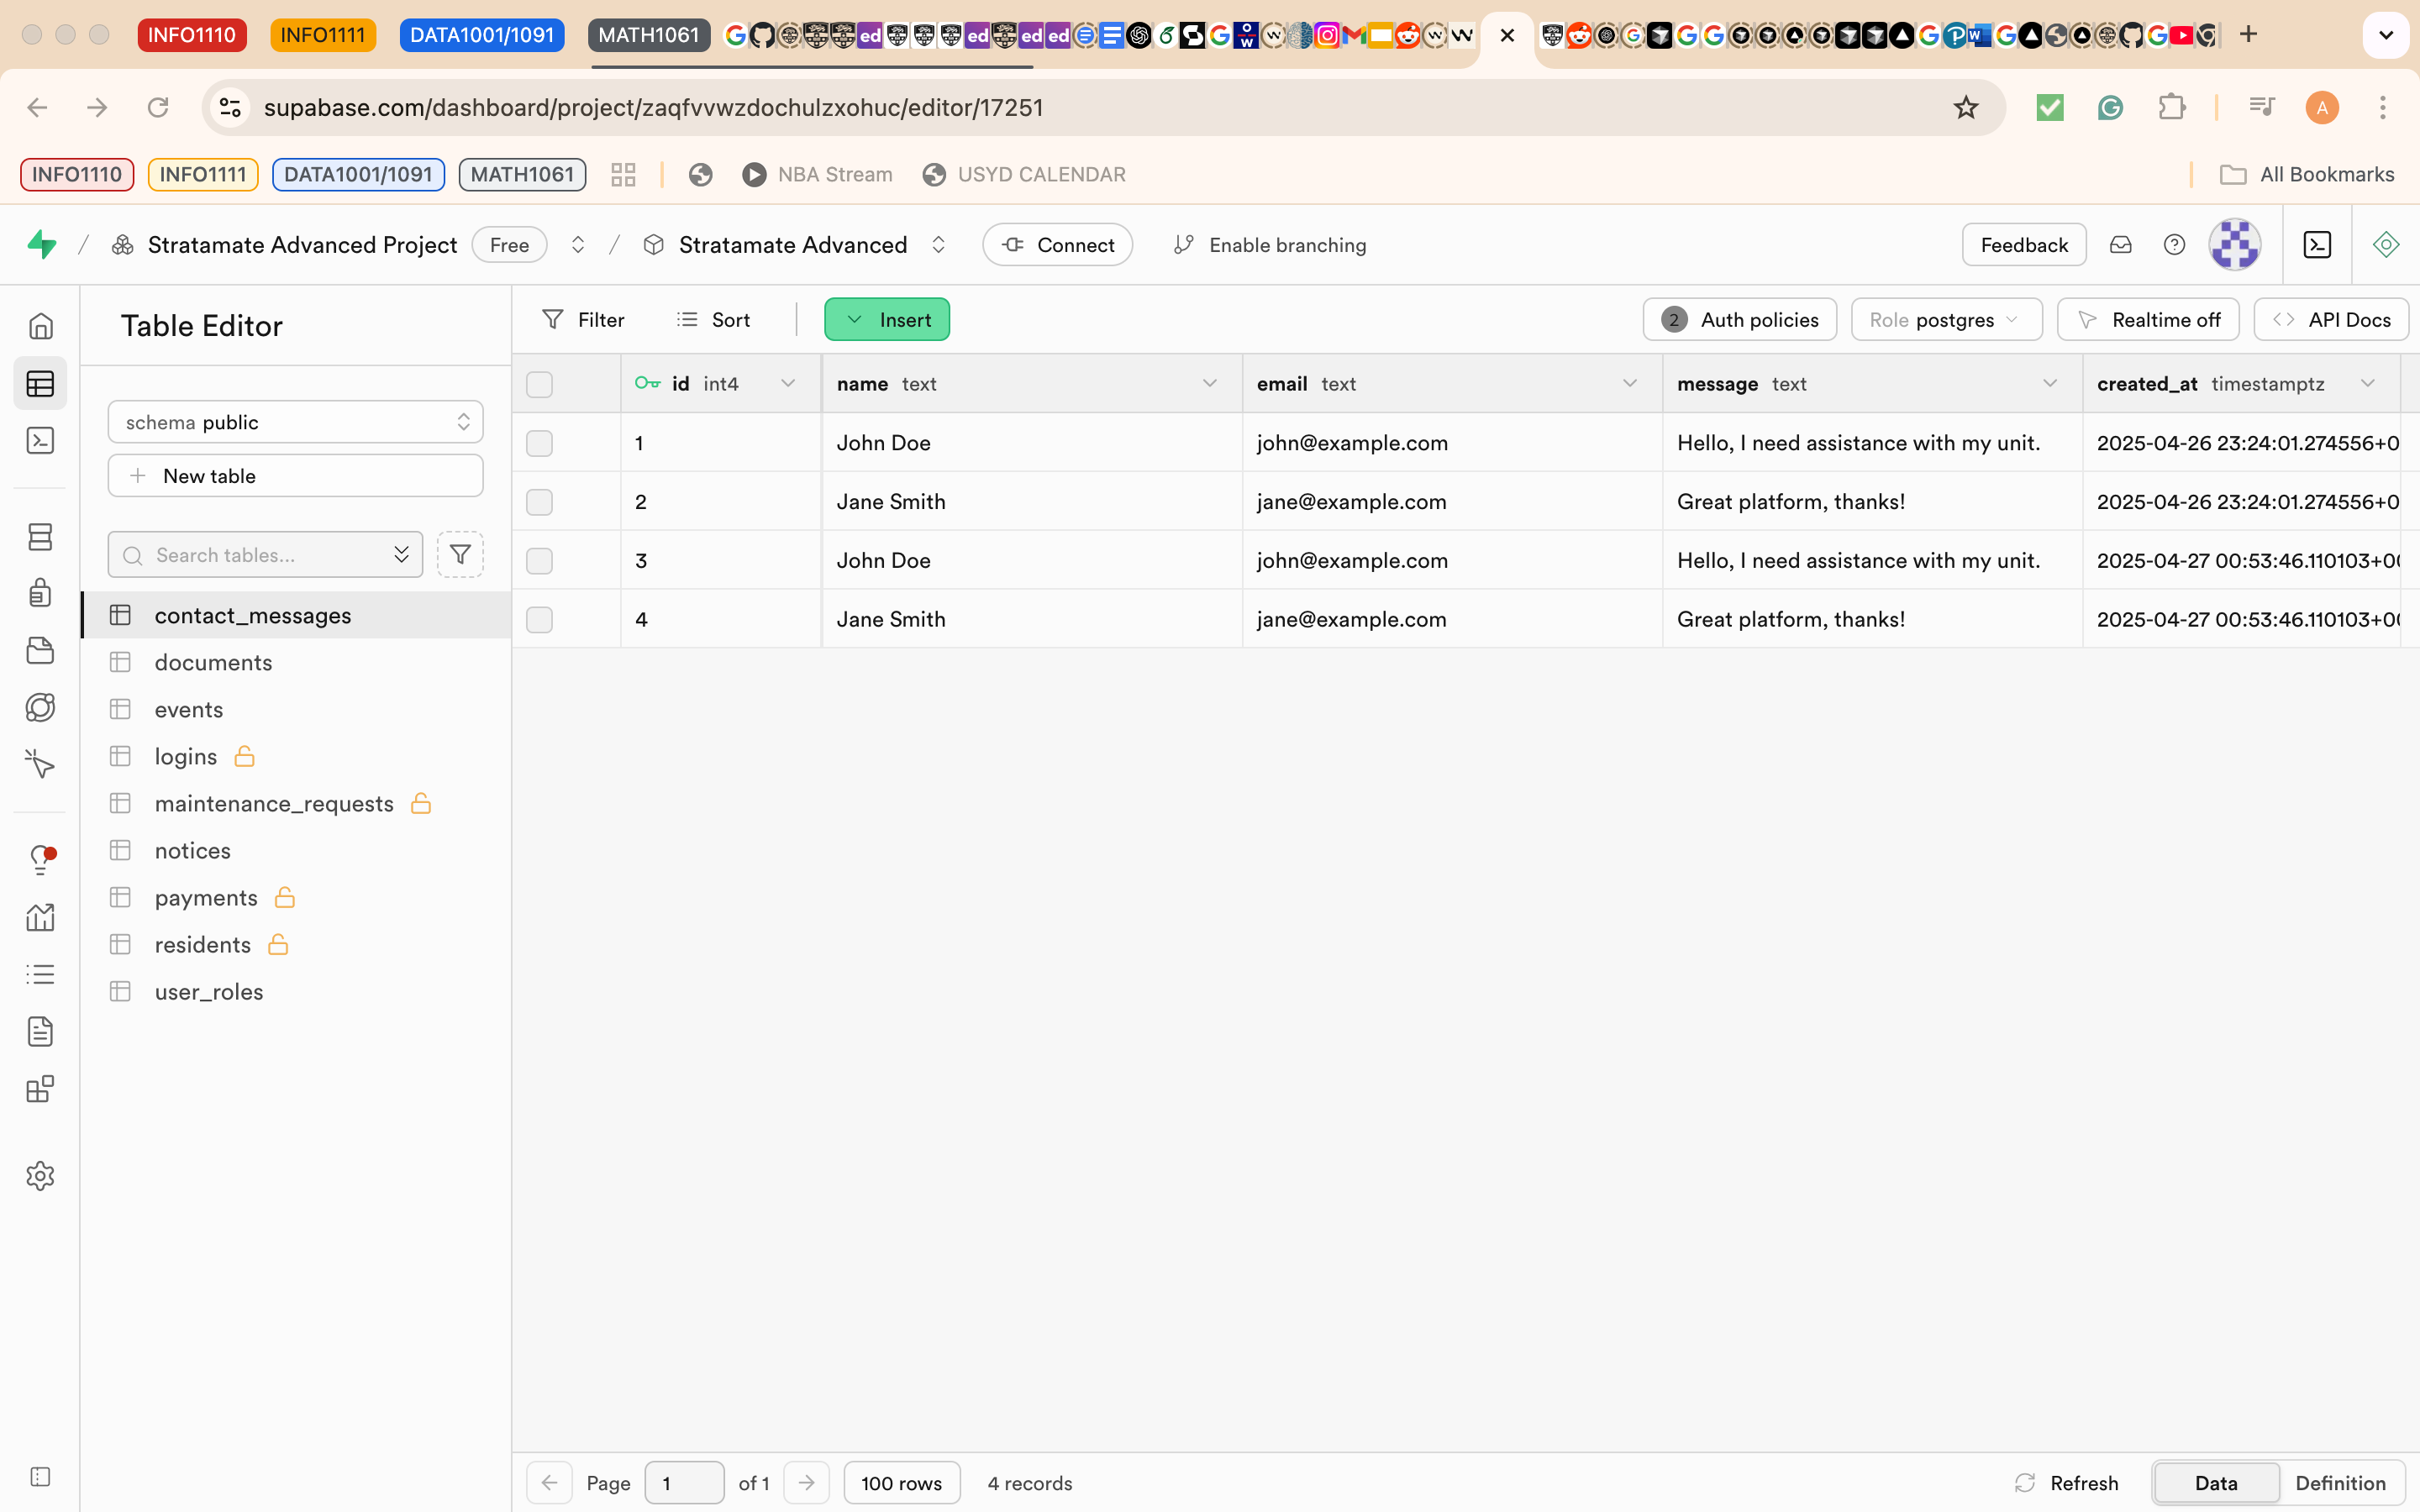 INFO1110 INFO1111 DATA1001/1091 MATH1061
supabase.com/dashboard/project/zaqfvvwzdochulzxohuc/editor/17251 A
INFO1110 INFO1111 DATA1001/1091 MATH1061 NBA Stream USYD CALENDAR All Bookmarks
/ Stratamate Advanced Project Free / Stratamate Advanced Connect Enable branching Feedback
Table Editor
Filter Sort Insert 2 Auth policies Role postgres Realtime off API Docs
id int4 name text email text message text created_at timestamptz
1 John Doe john@example.com Hello, I need assistance with my unit. 2025-04-26 23:24:01.274556+0
2 Jane Smith jane@example.com Great platform, thanks! 2025-04-26 23:24:01.274556+0
3 John Doe john@example.com Hello, I need assistance with my unit. 2025-04-27 00:53:46.110103+00
4 Jane Smith jane@example.com Great platform, thanks! 2025-04-27 00:53:46.110103+00
schema public
New table
Search tables...
contact_messages
documents
events
logins
maintenance_requests
notices
payments
residents
user_roles
Page 1 of 1 100 rows 4 records Refresh Data Definition